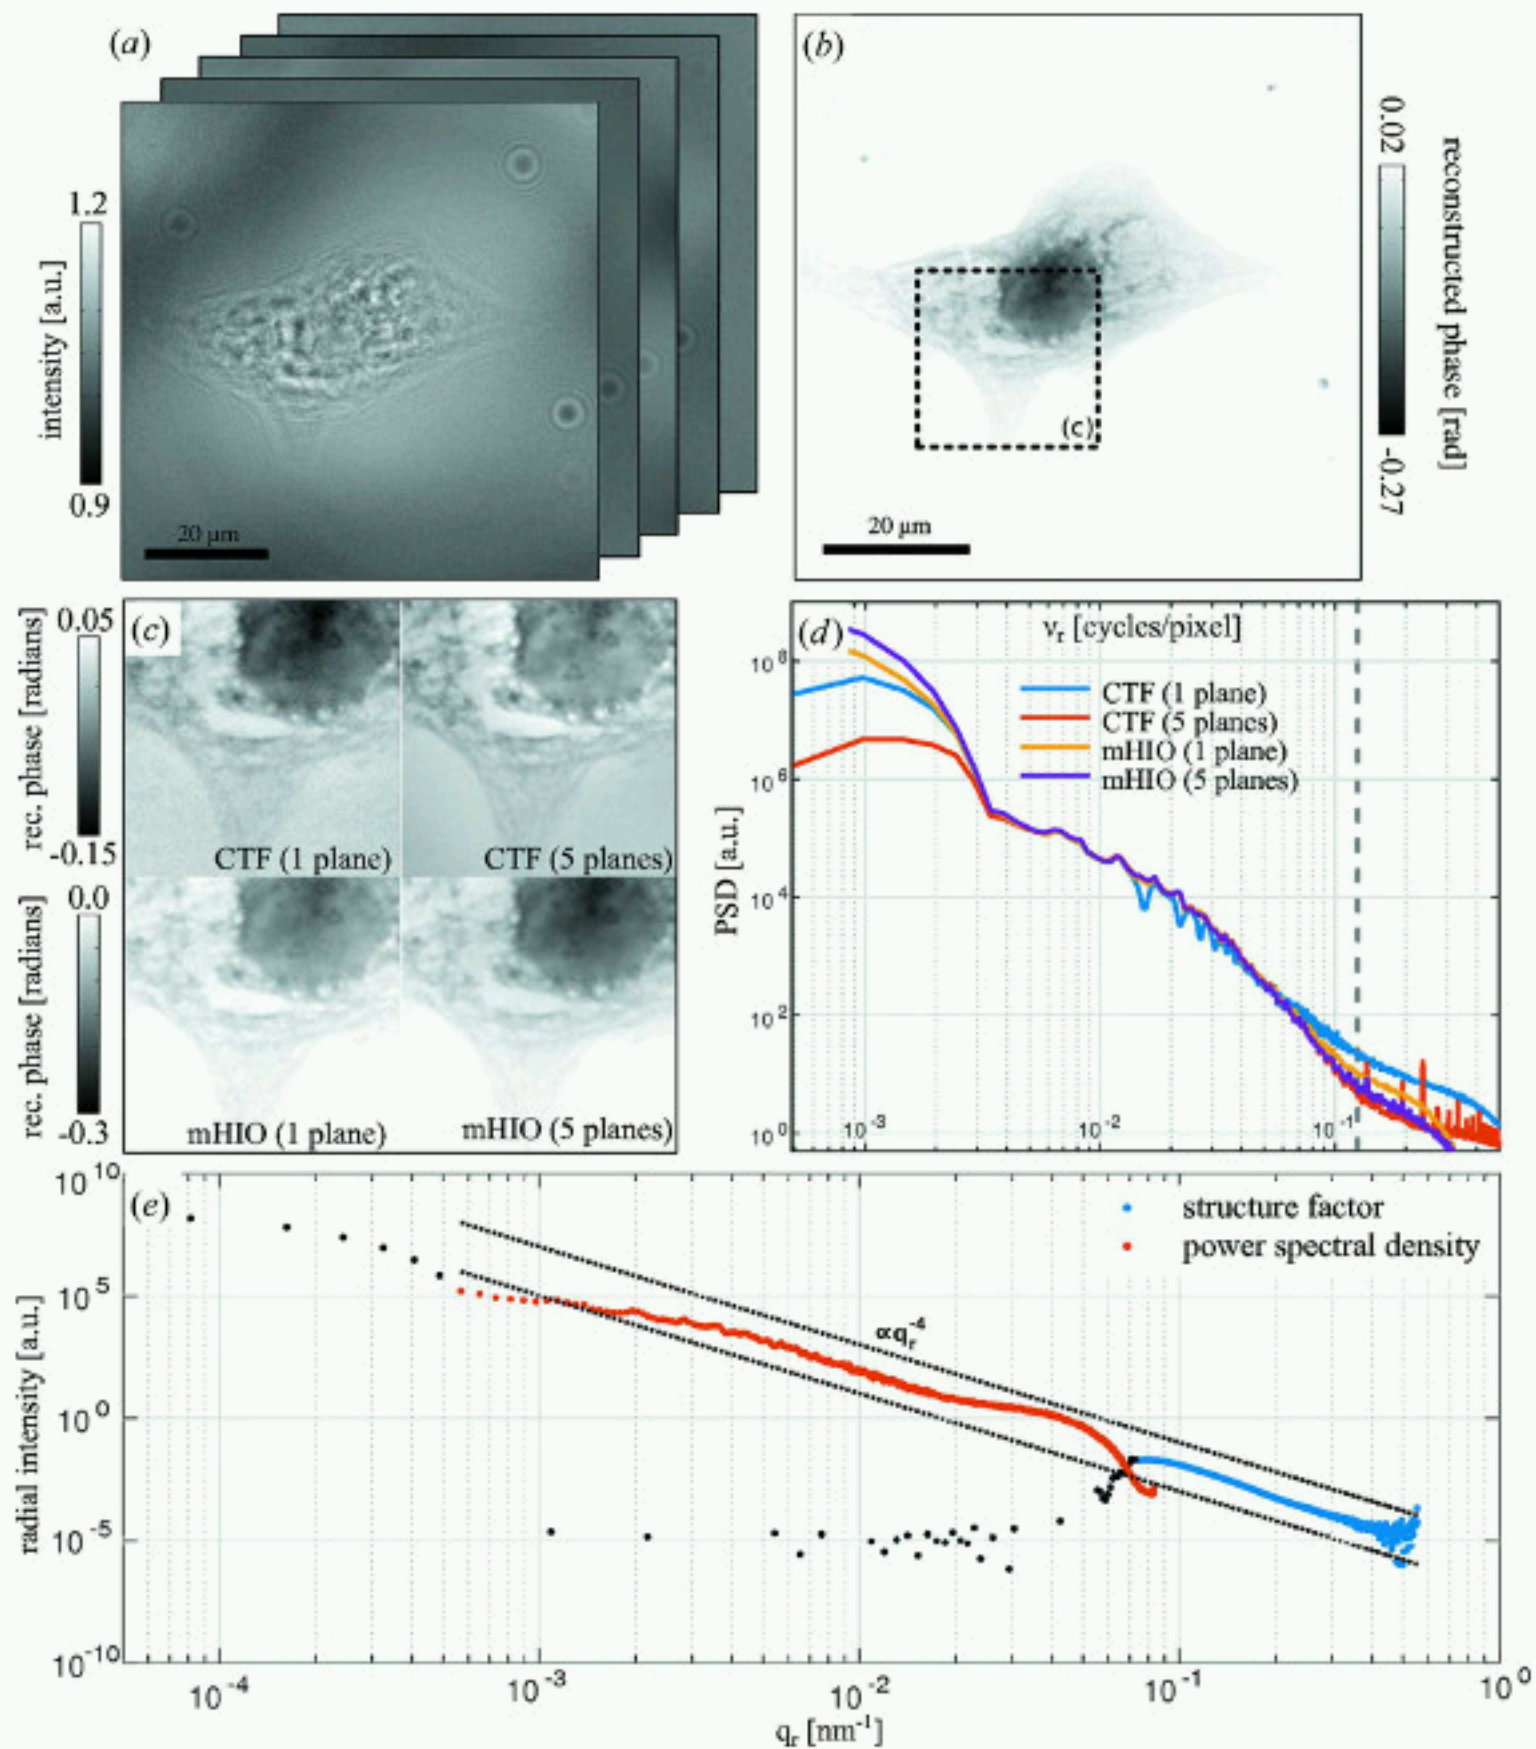 (a)
1.2
intensity [a.u.]
0.9
20 µm
(b)
(c)
20 µm
0.02
reconstructed phase [rad]
-0.27
(c)
0.05
rec. phase [radians]
-0.15
CTF (1 plane)
CTF (5 planes)
0.0
rec. phase [radians]
-0.3
mHIO (1 plane)
mHIO (5 planes)
(d)
νr [cycles/pixel]
CTF (1 plane)
CTF (5 planes)
mHIO (1 plane)
mHIO (5 planes)
PSD [a.u.]
10^8
10^6
10^4
10^2
10^0
10^-3
10^-2
10^-1
(e)
structure factor
power spectral density
∝q_r^-4
radial intensity [a.u.]
10^10
10^5
10^0
10^-5
10^-10
10^-4
10^-3
10^-2
10^-1
10^0
q_r [nm^-1]